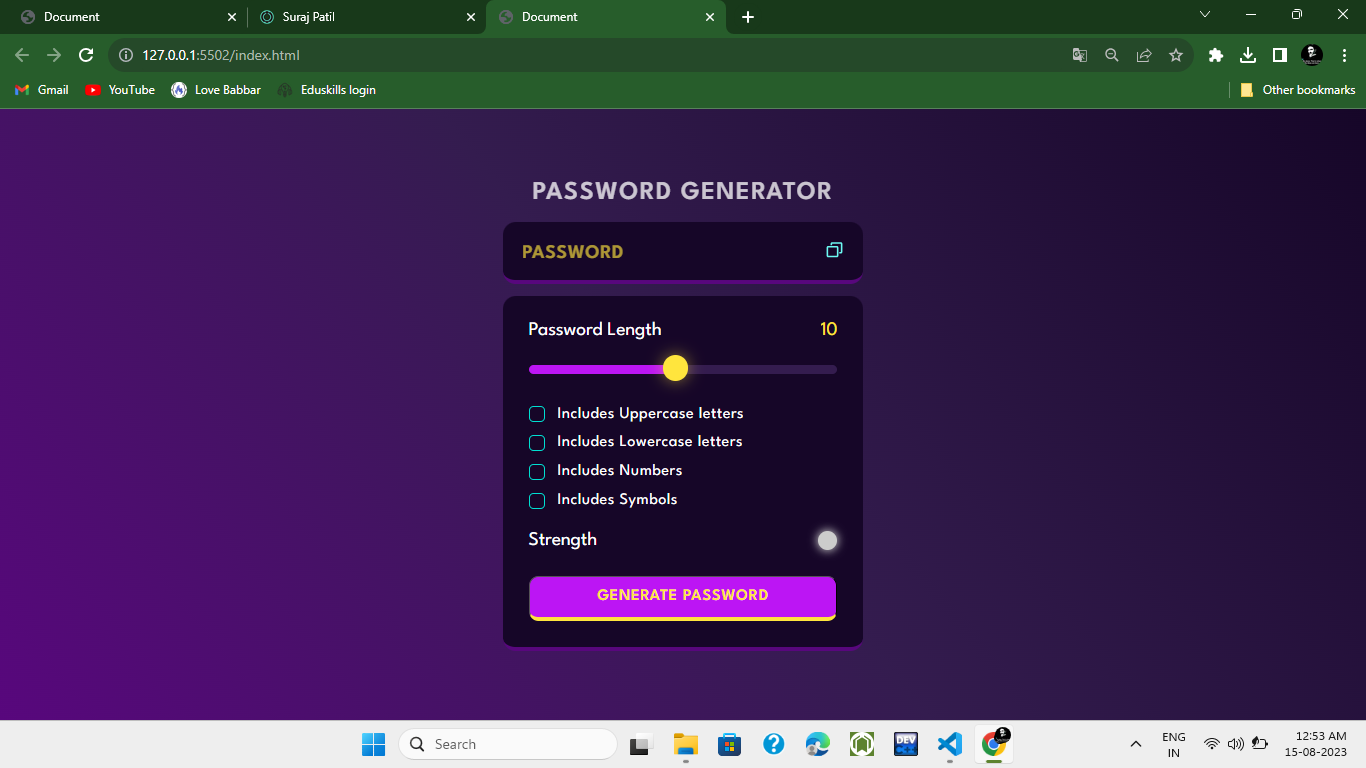 Document
Suraj Patil
Document
127.0.0.1:5502/index.html
Gmail
YouTube
Love Babbar
Eduskills login
Other bookmarks
PASSWORD GENERATOR
PASSWORD
Password Length 10
Includes Uppercase letters
Includes Lowercase letters
Includes Numbers
Includes Symbols
Strength
GENERATE PASSWORD
Search
DEV
ENG
IN
12:53 AM
15-08-2023